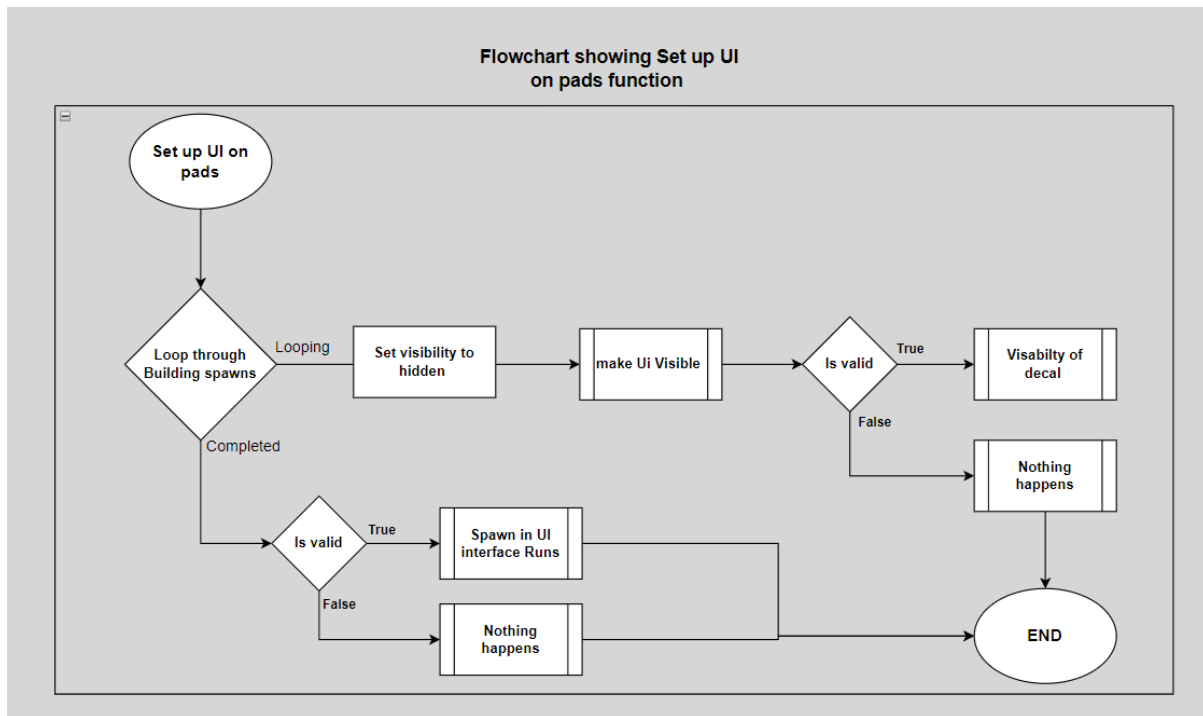 Flowchart showing Set up UI
on pads function
Set up UI on
pads
Loop through
Building spawns
Looping
Set visibility to
hidden
make Ui Visible
Is valid
True
Visabilty of
decal
False
Nothing
happens
Completed
Is valid
True
Spawn in UI
interface Runs
False
Nothing
happens
END